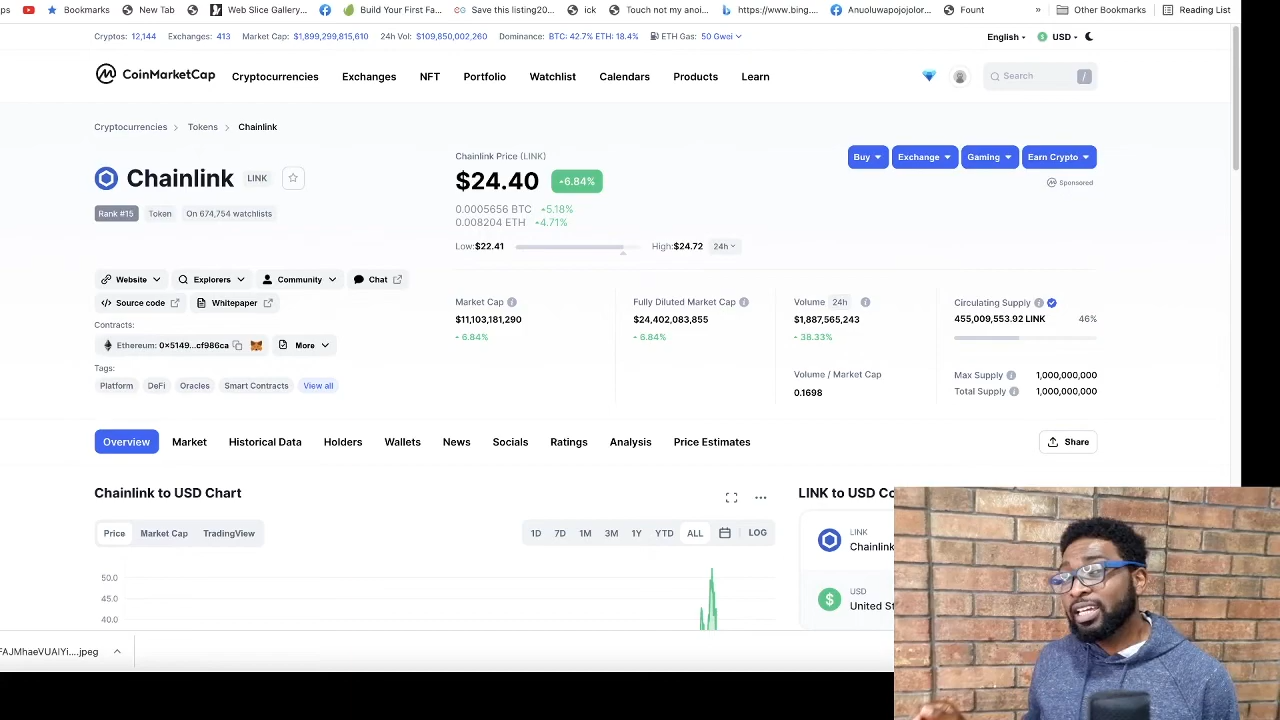 ps Bookmarks New Tab Web Slice Gallery... Build Your First Fa... Save this listing20... ick Touch not my anoi... https://www.bing.... Anuoluwapojojolor... Fount » Other Bookmarks Reading List
Cryptos: 12,144 Exchanges: 413 Market Cap: $1,899,299,815,610 24h Vol: $109,850,002,260 Dominance: BTC: 42.7% ETH: 18.4% ETH Gas: 50 Gwei English USD
CoinMarketCap Cryptocurrencies Exchanges NFT Portfolio Watchlist Calendars Products Learn Search /
Cryptocurrencies Tokens Chainlink
Chainlink Price (LINK)
Buy Exchange Gaming Earn Crypto
Chainlink LINK
$24.40 6.84%
Sponsored
Rank #15 Token On 674,754 watchlists
0.0005656 BTC 5.18%
0.008204 ETH 4.71%
Low:$22.41 High:$24.72 24h
Website Explorers Community Chat
Source code Whitepaper
Contracts:
Ethereum: 0x5149...cf986ca More
Tags:
Platform DeFi Oracles Smart Contracts View all
Market Cap
$11,103,181,290
6.84%
Fully Diluted Market Cap
$24,402,083,855
6.84%
Volume 24h
$1,887,565,243
38.33%
Volume / Market Cap
0.1698
Circulating Supply
455,009,553.92 LINK 46%
Max Supply 1,000,000,000
Total Supply 1,000,000,000
Overview Market Historical Data Holders Wallets News Socials Ratings Analysis Price Estimates Share
Chainlink to USD Chart
LINK to USD Co
Price Market Cap TradingView 1D 7D 1M 3M 1Y YTD ALL LOG
LINK
Chainlink
USD
United St
50.0
45.0
40.0
FAJMhaeVUAIYi....jpeg